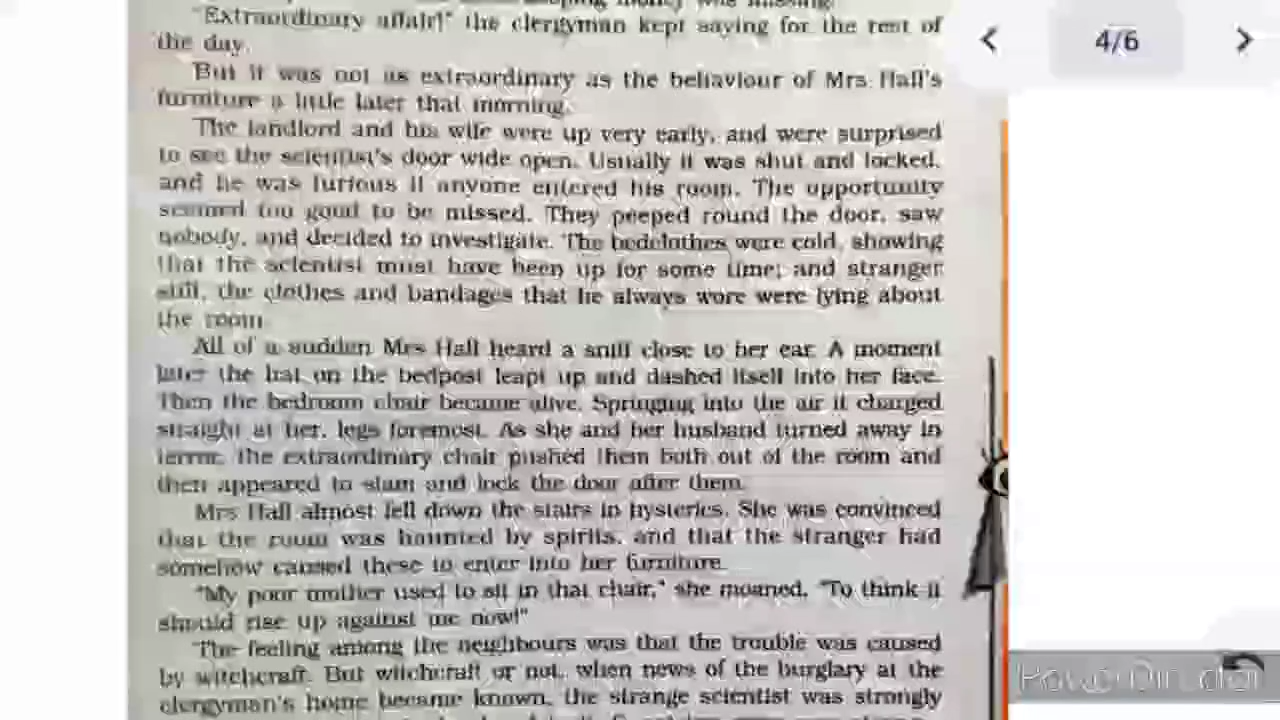 money was missing.
"Extraordinary affair!" the clergyman kept saying for the rest of
the day.
But it was not as extraordinary as the behaviour of Mrs Hall's
furniture a little later that morning.
The landlord and his wife were up very early, and were surprised
to see the scientist's door wide open. Usually it was shut and locked,
and he was furious if anyone entered his room. The opportunity
seemed too good to be missed. They peeped round the door, saw
nobody, and decided to investigate. The bedclothes were cold, showing
that the scientist must have been up for some time; and stranger
still, the clothes and bandages that he always wore were lying about
the room.
All of a sudden Mrs Hall heard a sniff close to her ear. A moment
later the hat on the bedpost leapt up and dashed itself into her face.
Then the bedroom chair became alive. Springing into the air it charged
straight at her, legs foremost. As she and her husband turned away in
terror, the extraordinary chair pushed them both out of the room and
then appeared to slam and lock the door after them.
Mrs Hall almost fell down the stairs in hysterics. She was convinced
that the room was haunted by spirits, and that the stranger had
somehow caused these to enter into her furniture.
"My poor mother used to sit in that chair," she moaned. "To think it
should rise up against me now!"
The feeling among the neighbours was that the trouble was caused
by witchcraft. But witchcraft or not, when news of the burglary at the
clergyman's home became known, the strange scientist was strongly
4/6
PowerDirector